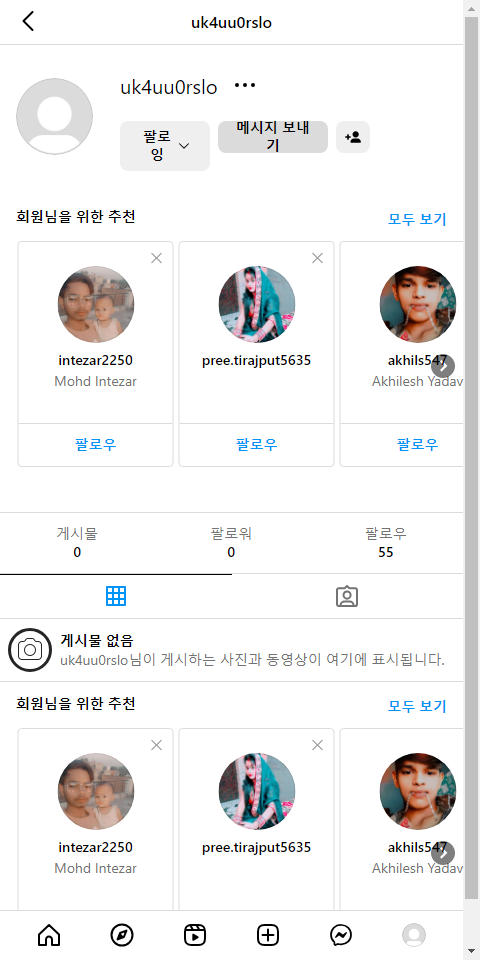 uk4uu0rslo
uk4uu0rslo
팔로
잉
메시지 보내
기
회원님을 위한 추천
모두 보기
intezar2250
Mohd Intezar
팔로우
pree.tirajput5635
팔로우
akhils547
Akhilesh Yadav
팔로우
게시물
0
팔로워
0
팔로우
55
게시물 없음
uk4uu0rslo님이 게시하는 사진과 동영상이 여기에 표시됩니다.
회원님을 위한 추천
모두 보기
intezar2250
Mohd Intezar
pree.tirajput5635
akhils547
Akhilesh Yadav